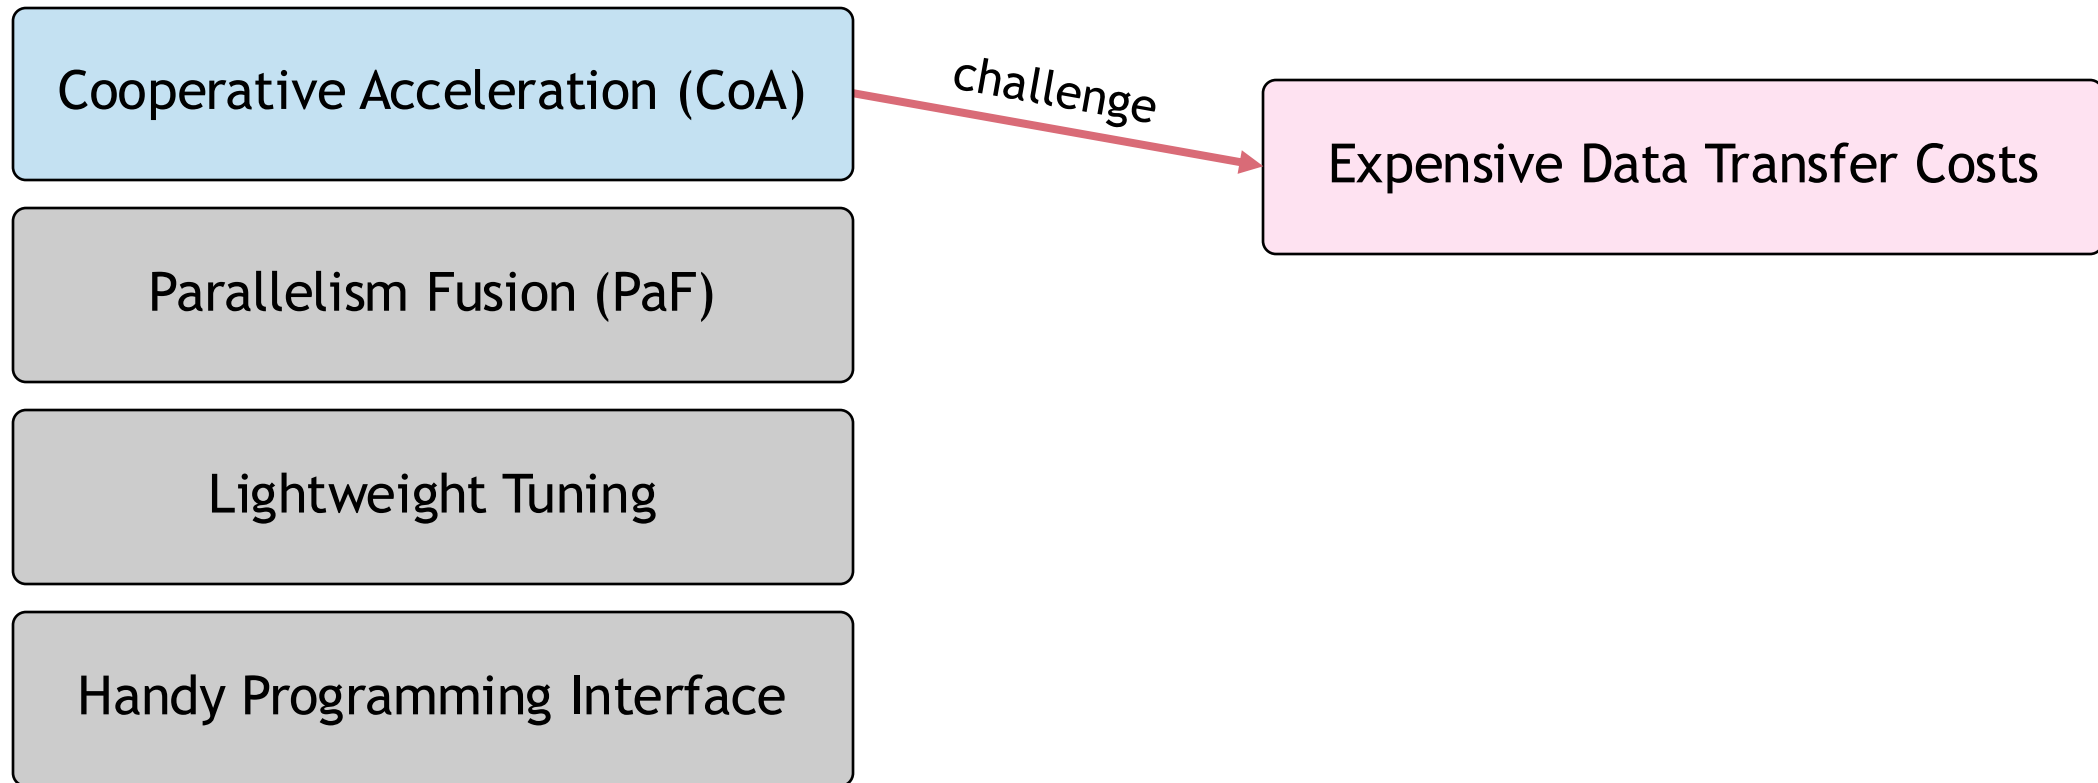 Cooperative Acceleration (CoA)
challenge
Expensive Data Transfer Costs
Parallelism Fusion (PaF)
Lightweight Tuning
Handy Programming Interface